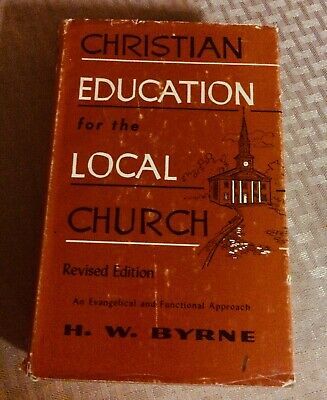 CHRISTIAN
EDUCATION
for the
LOCAL
CHURCH
Revised Edition
An Evangelical and Functional Approach
H. W. BYRNE